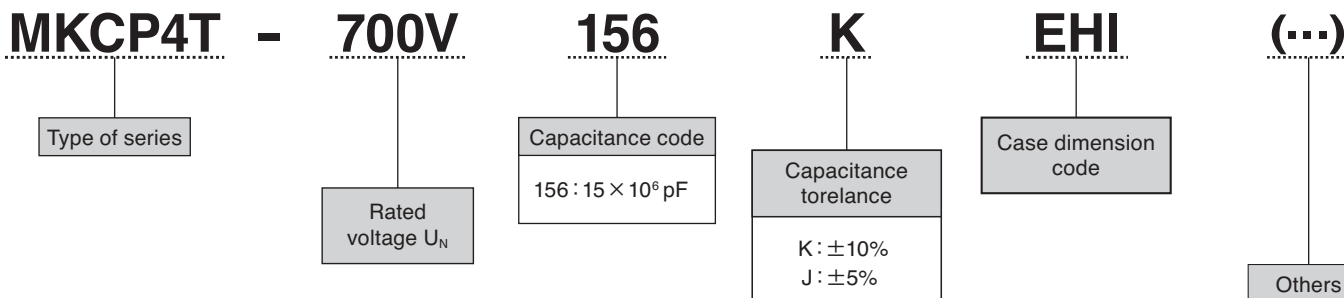 MKCP4T - 700V 156 K EHI (···)
Type of series
Rated
voltage UN
Capacitance code
156：15×10⁶ pF
Capacitance
torelance
K：±10%
J：±5%
Case dimension
code
Others